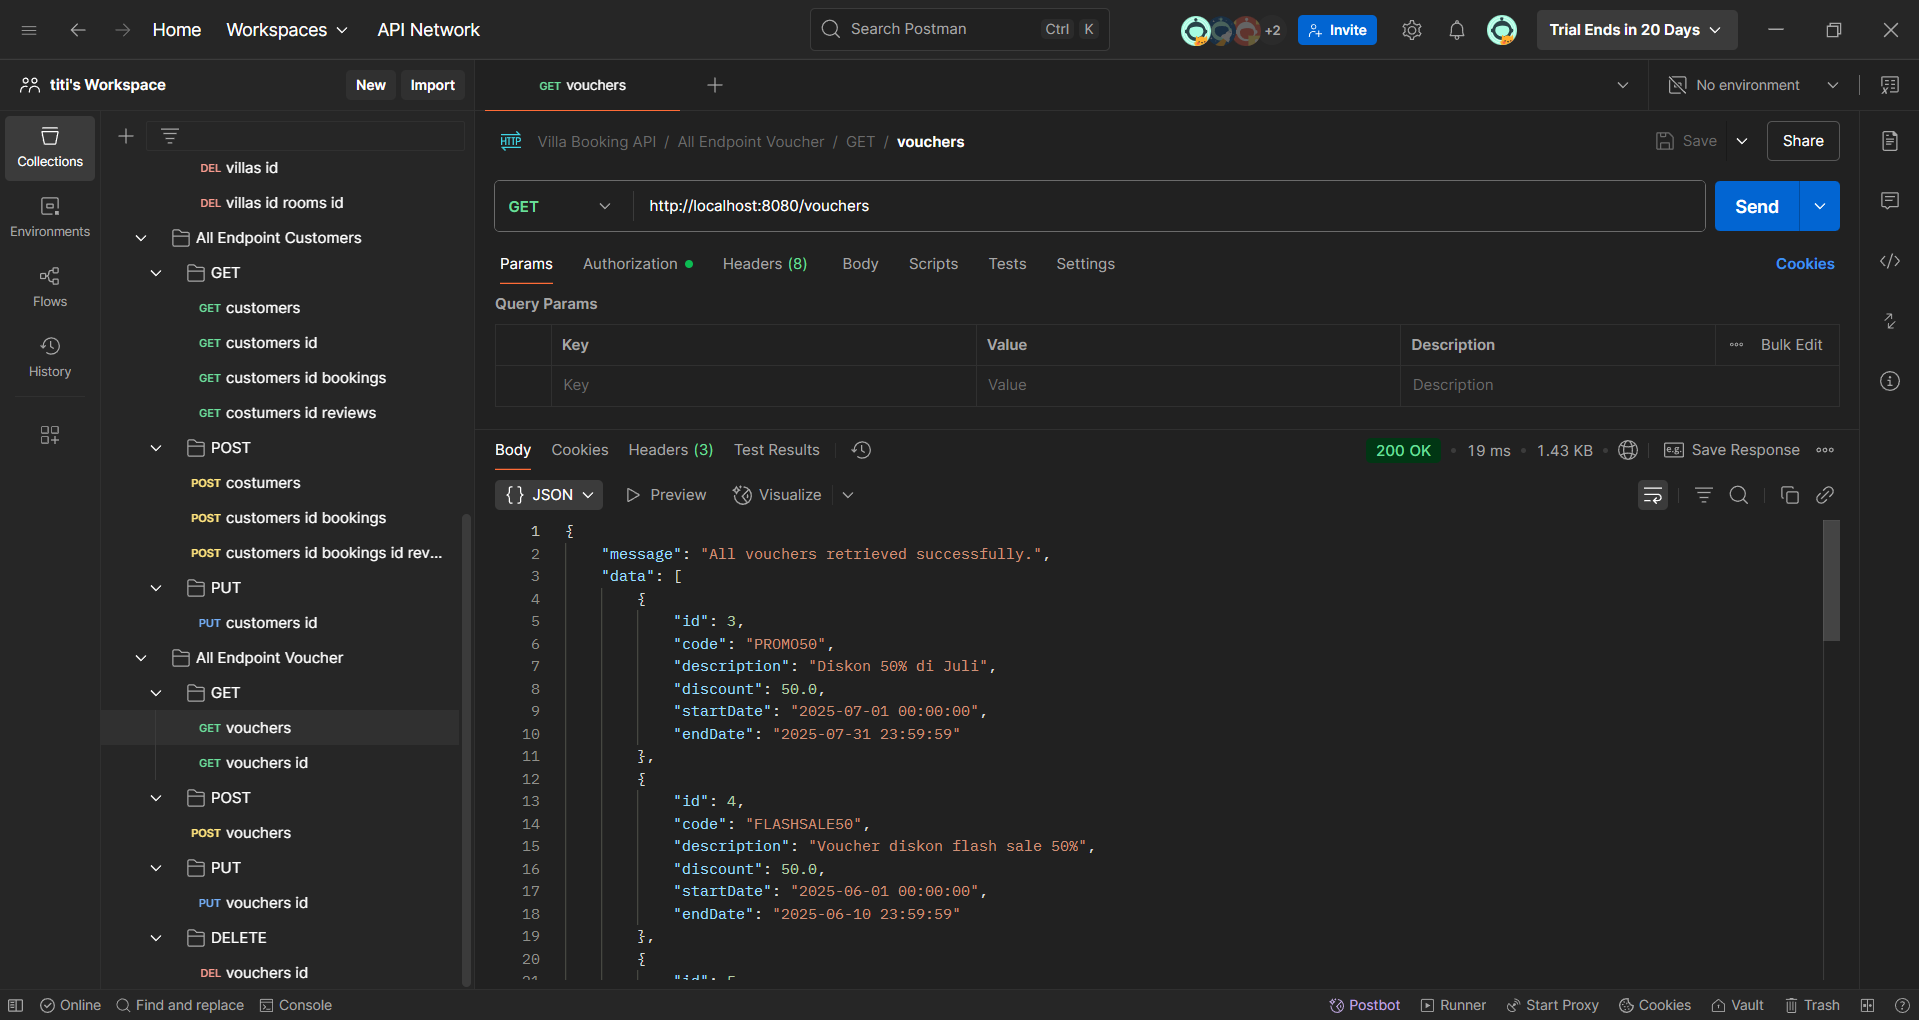 Home Workspaces API Network Search Postman Ctrl K +2 Invite Trial Ends in 20 Days
titi's Workspace New Import GET vouchers No environment
Collections
Environments
Flows
History
DEL villas id
DEL villas id rooms id
All Endpoint Customers
GET
GET customers
GET customers id
GET customers id bookings
GET costumers id reviews
POST
POST costumers
POST customers id bookings
POST customers id bookings id rev...
PUT
PUT customers id
All Endpoint Voucher
GET
GET vouchers
GET vouchers id
POST
POST vouchers
PUT
PUT vouchers id
DELETE
DEL vouchers id
HTTP Villa Booking API / All Endpoint Voucher / GET / vouchers Save Share
GET http://localhost:8080/vouchers Send
Params Authorization Headers (8) Body Scripts Tests Settings Cookies
Query Params
Key Value Description Bulk Edit
Key Value Description
Body Cookies Headers (3) Test Results 200 OK 19 ms 1.43 KB e.g. Save Response
{} JSON Preview Visualize
1 {
2 "message": "All vouchers retrieved successfully.",
3 "data": [
4 {
5 "id": 3,
6 "code": "PROMO50",
7 "description": "Diskon 50% di Juli",
8 "discount": 50.0,
9 "startDate": "2025-07-01 00:00:00",
10 "endDate": "2025-07-31 23:59:59"
11 },
12 {
13 "id": 4,
14 "code": "FLASHSALE50",
15 "description": "Voucher diskon flash sale 50%",
16 "discount": 50.0,
17 "startDate": "2025-06-01 00:00:00",
18 "endDate": "2025-06-10 23:59:59"
19 },
20 {
21 "id": 5
Online Find and replace Console Postbot Runner Start Proxy Cookies Vault Trash